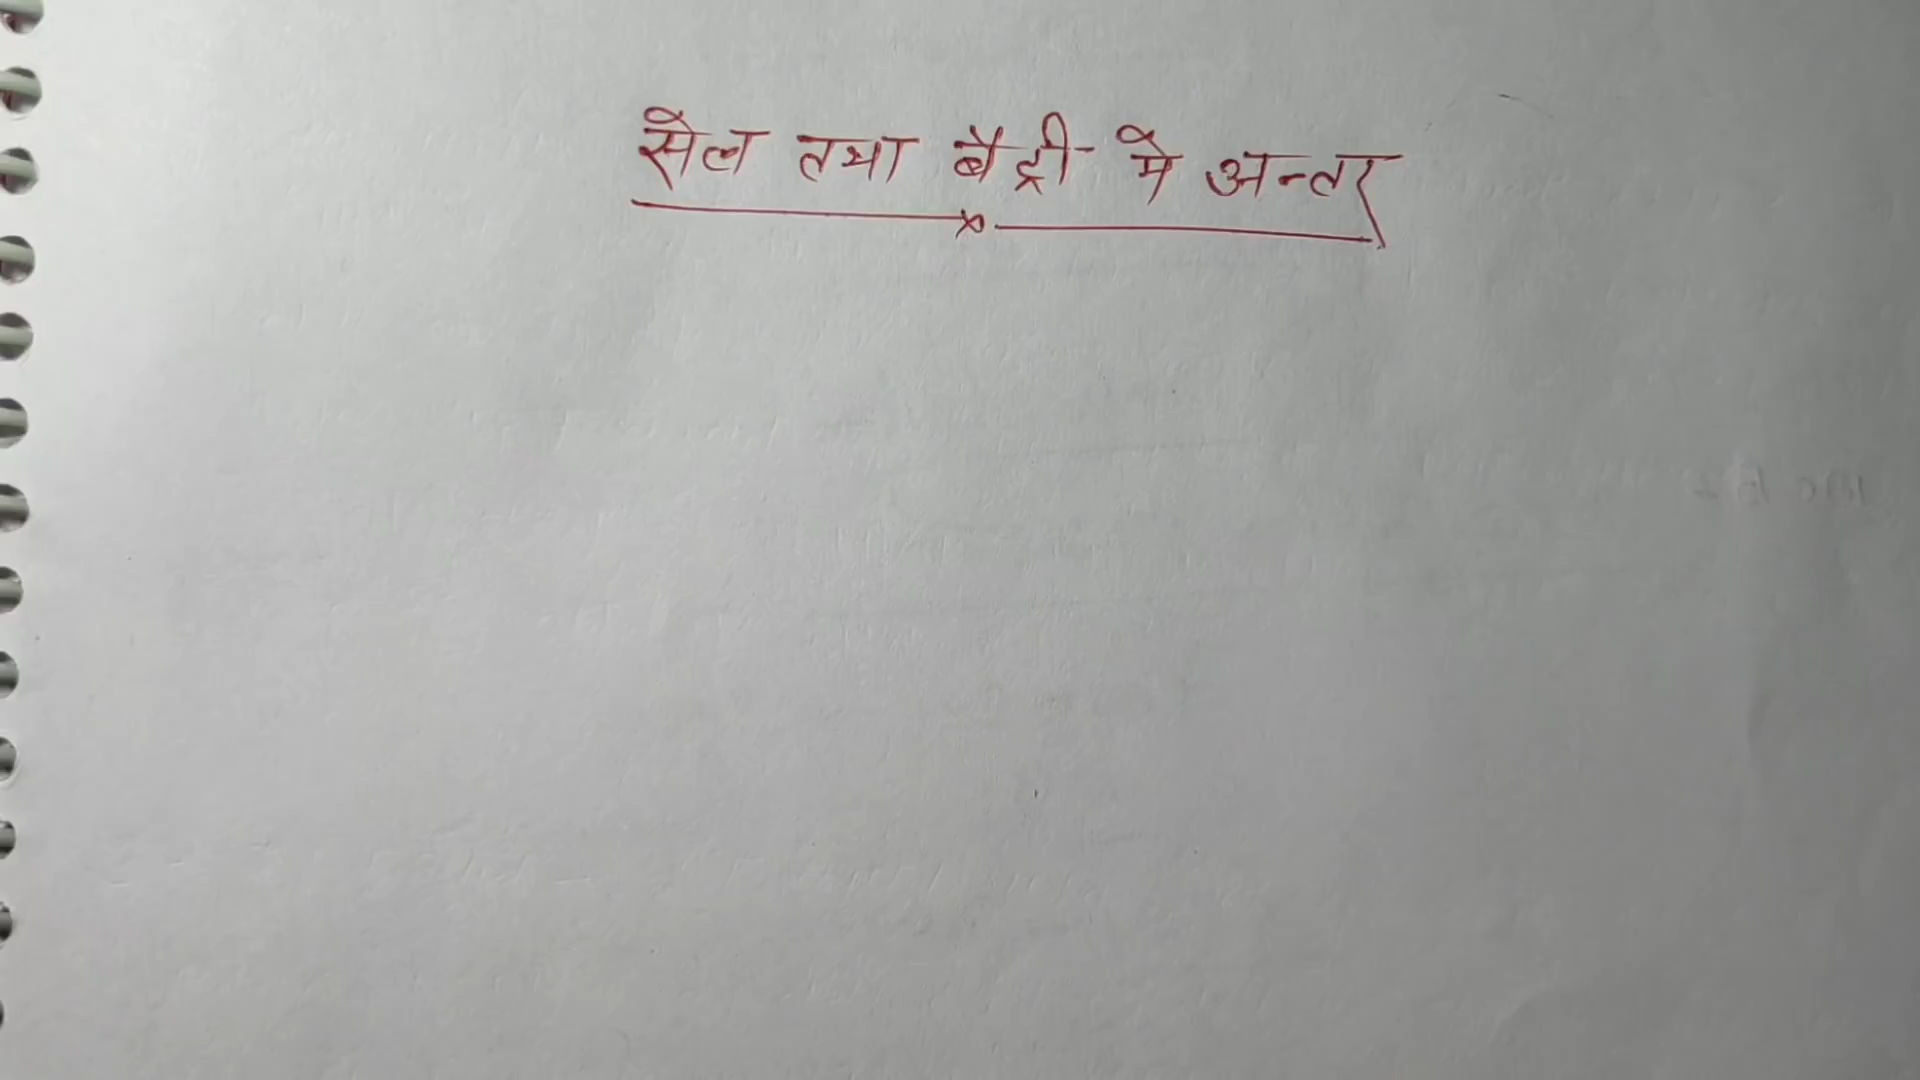 सेल तथा बैट्री में अन्तर